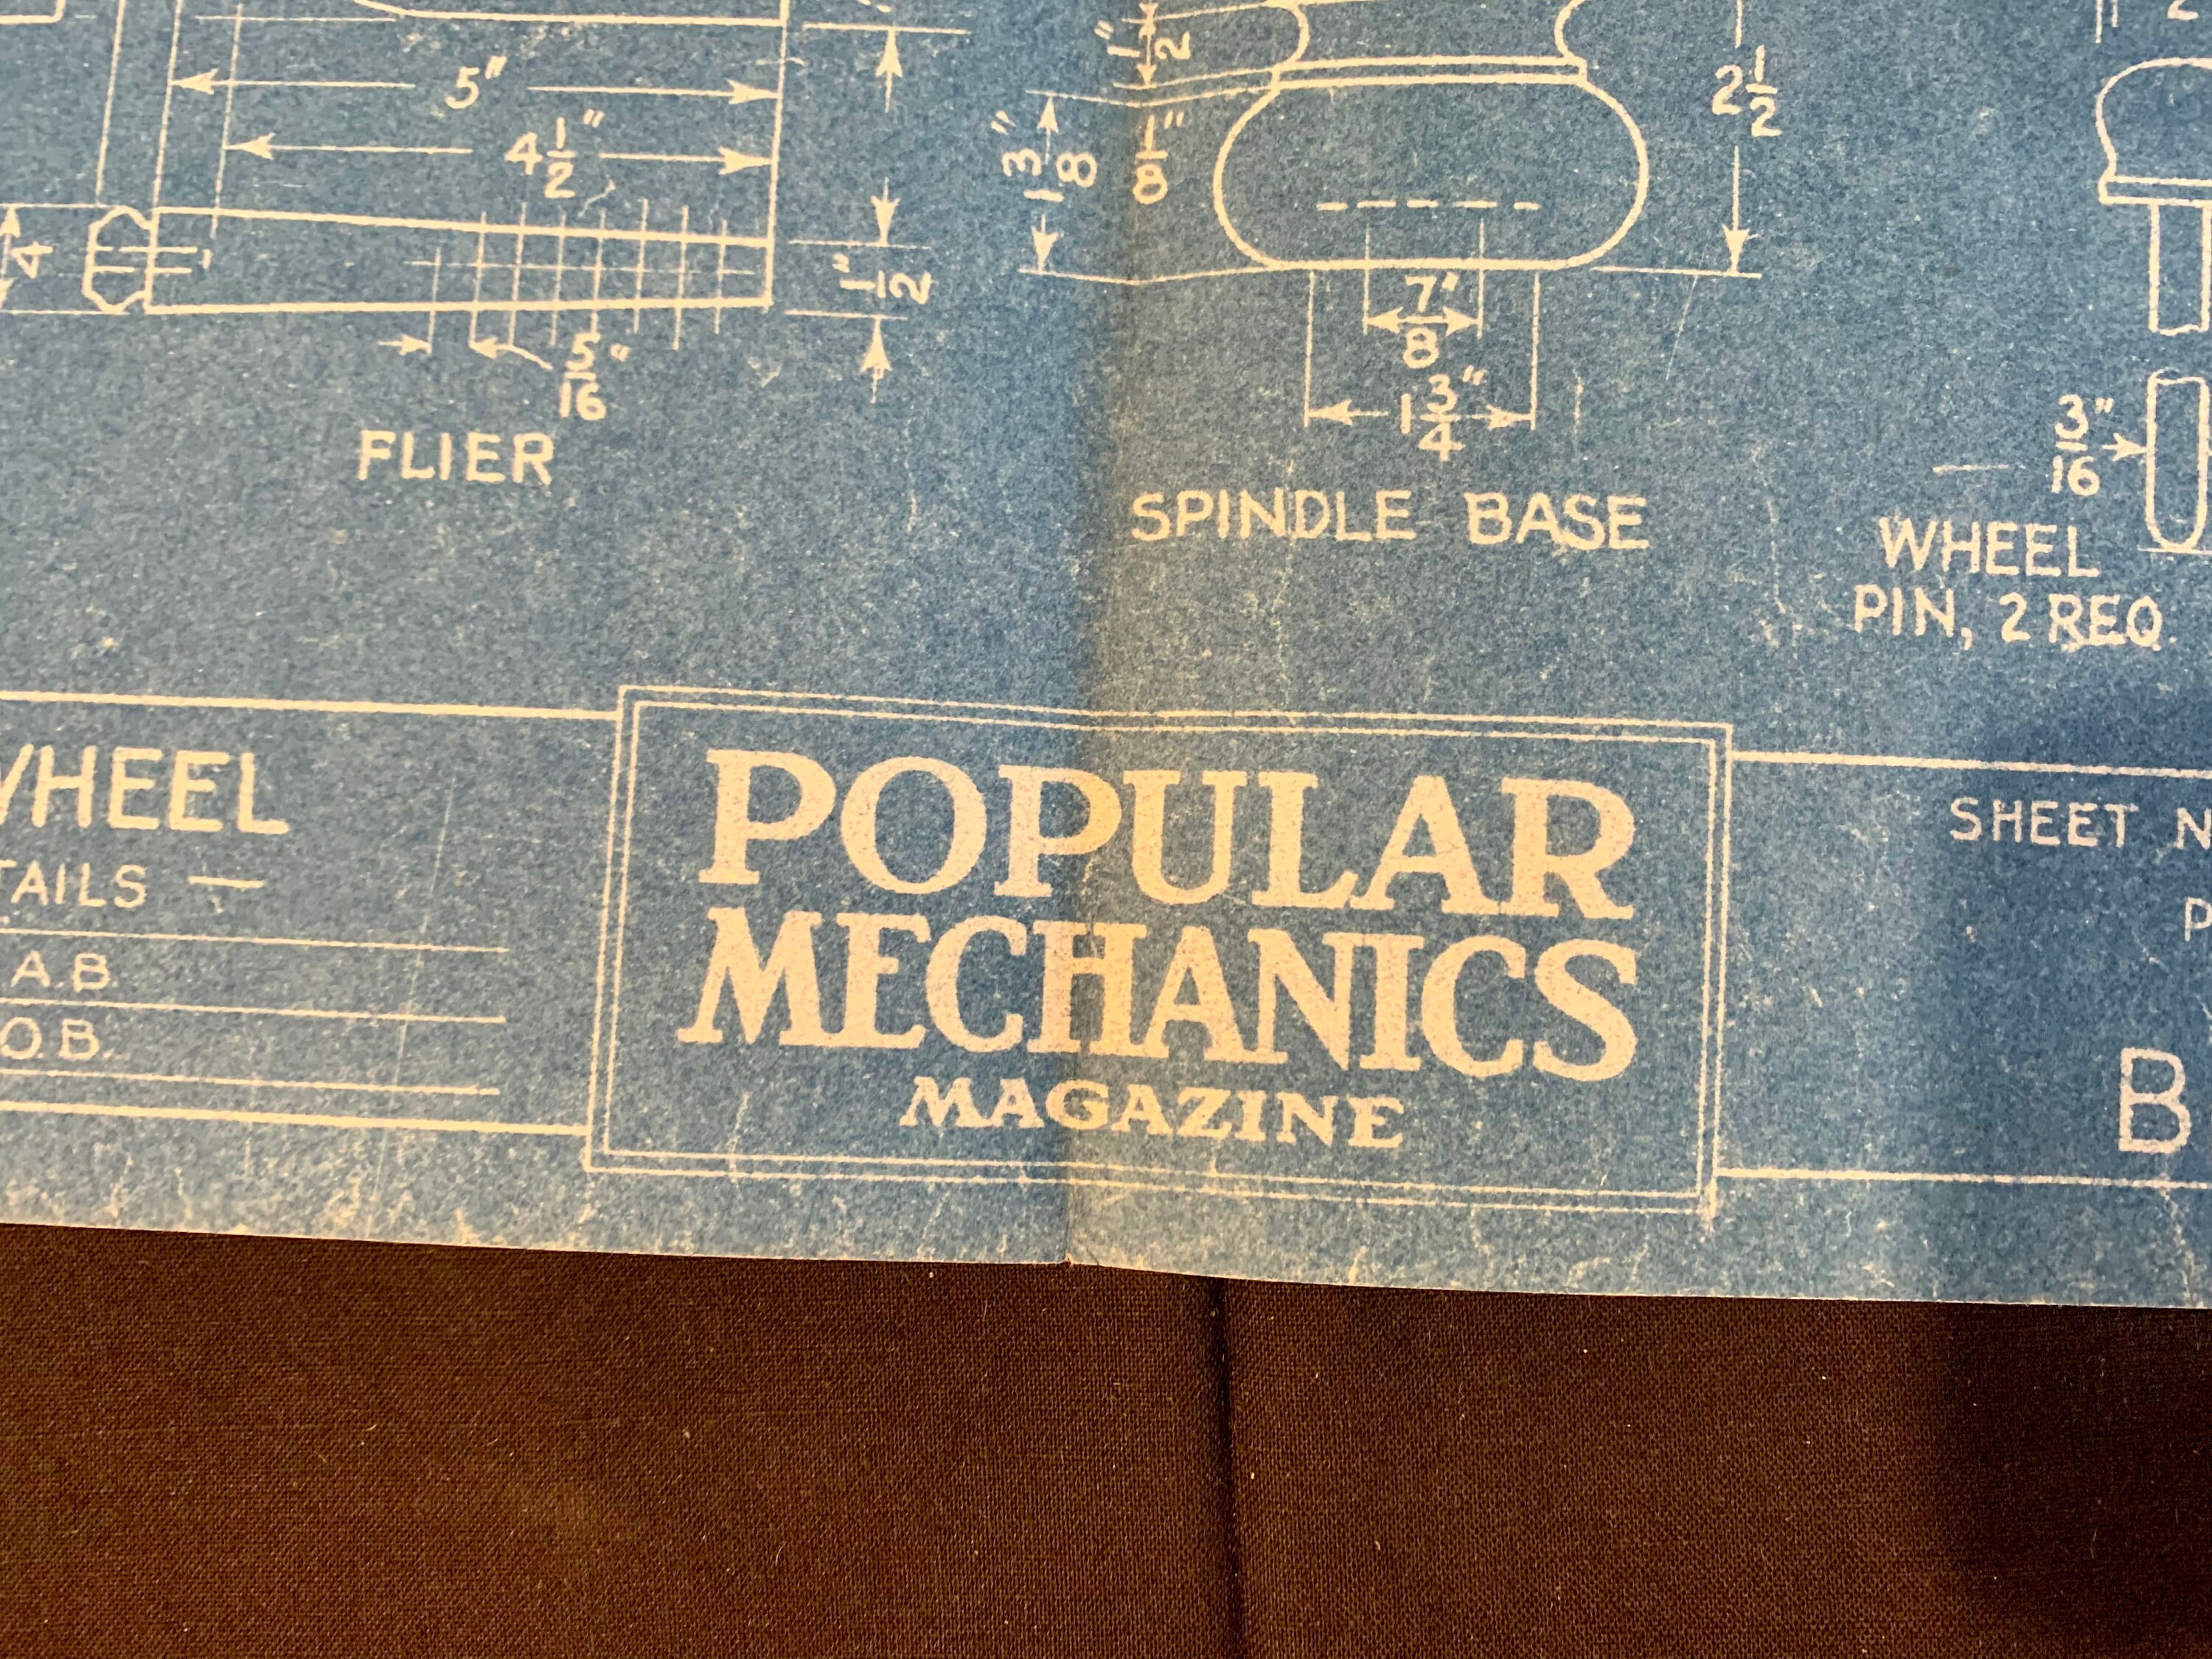 5"
4 1/2"
4
1/2"
5/16"
FLIER
1/2"
1/8"
3/8"
2 1/2
7/8"
1 3/4"
SPINDLE BASE
3/16"
WHEEL
PIN, 2 REQ.
WHEEL
TAILS —
A.B.
O.B.
POPULAR
MECHANICS
MAGAZINE
SHEET N
P
B